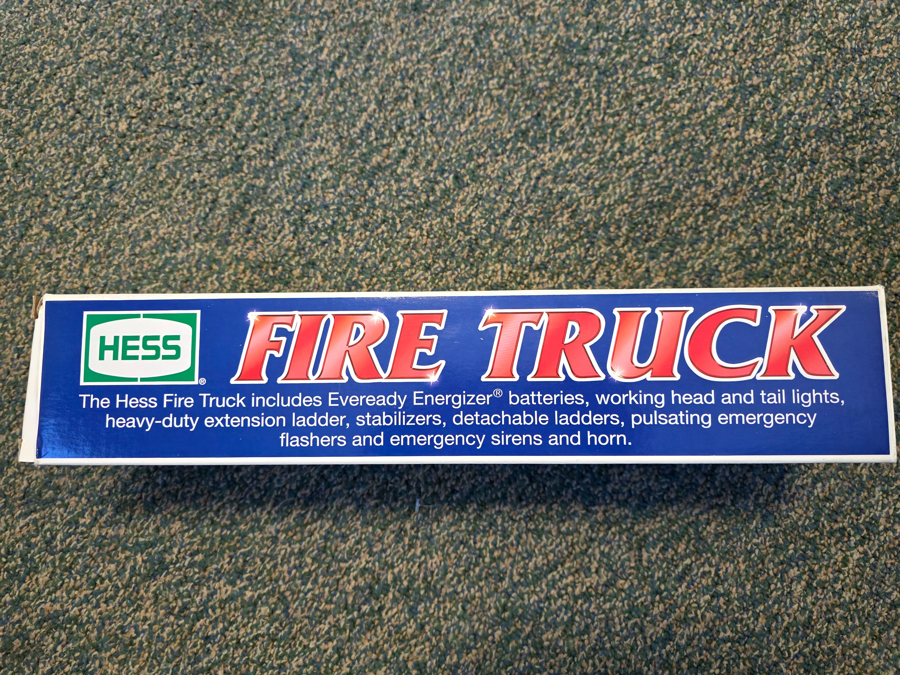 HESS ®
FIRE TRUCK
The Hess Fire Truck includes Eveready Energizer® batteries, working head and tail lights,
heavy-duty extension ladder, stabilizers, detachable ladders, pulsating emergency
flashers and emergency sirens and horn.